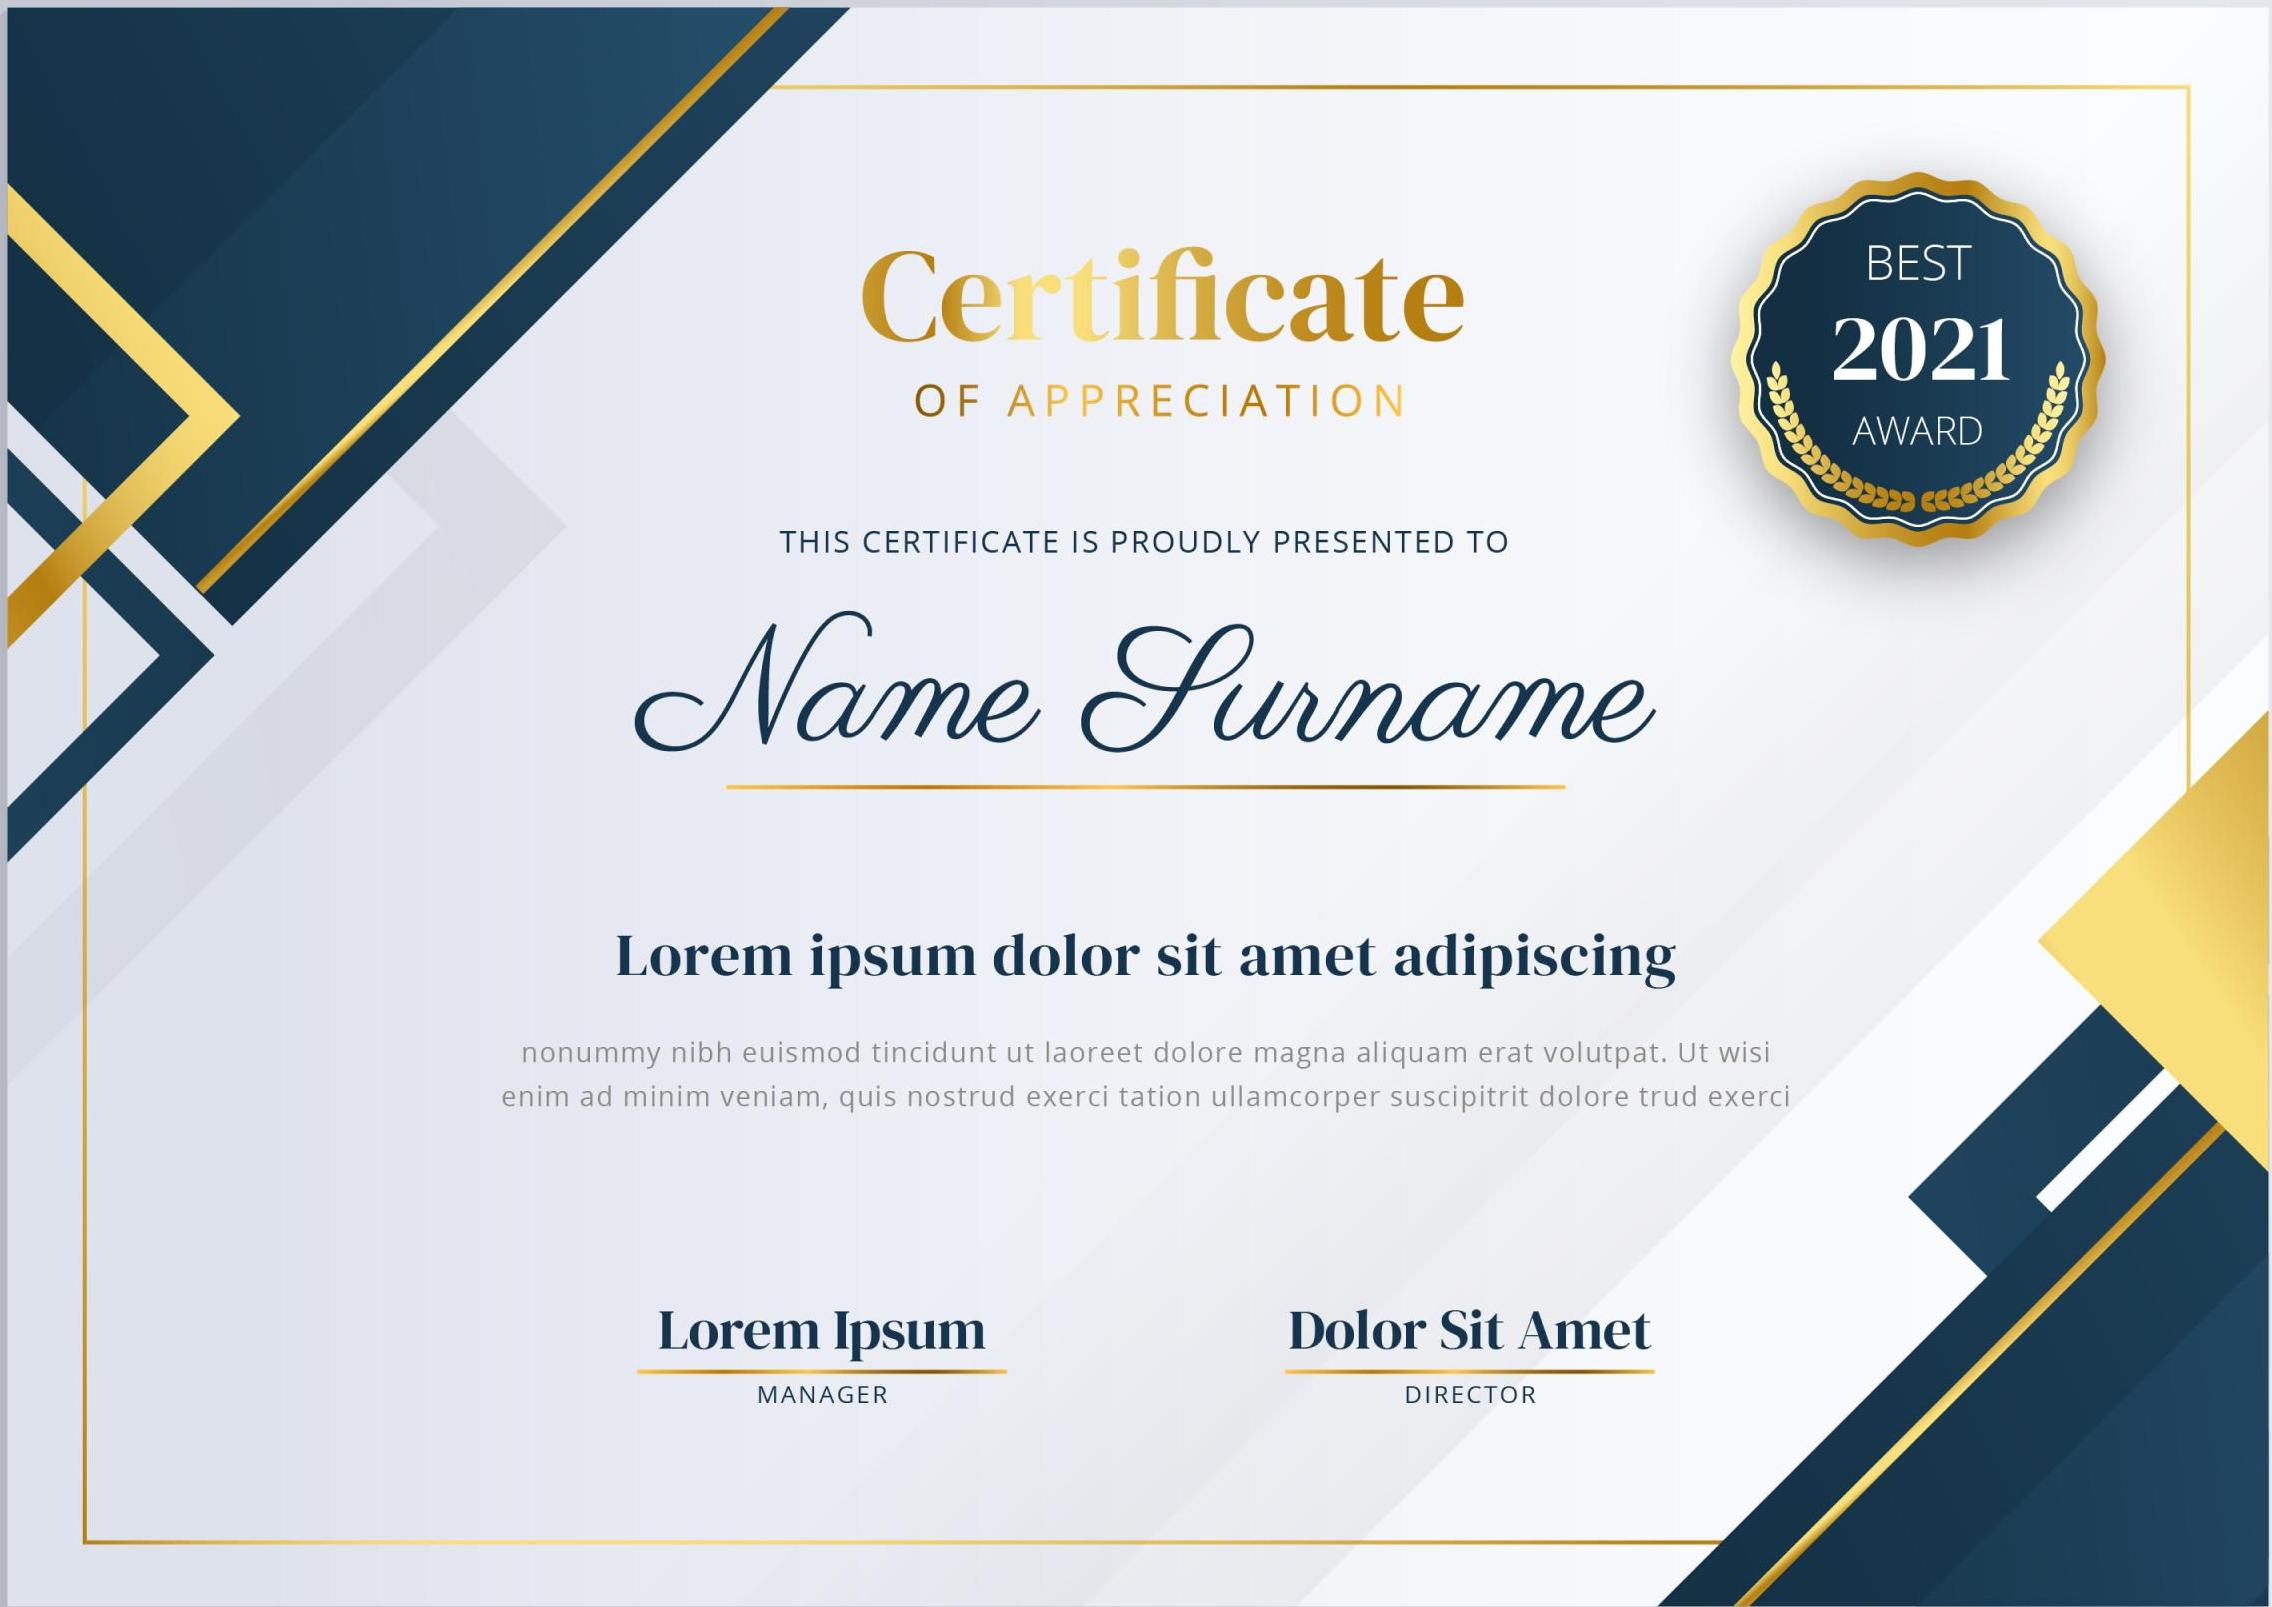 Certificate
OF APPRECIATION
BEST
2021
AWARD
THIS CERTIFICATE IS PROUDLY PRESENTED TO
Name Surname
Lorem ipsum dolor sit amet adipiscing
nonummy nibh euismod tincidunt ut laoreet dolore magna aliquam erat volutpat. Ut wisi
enim ad minim veniam, quis nostrud exerci tation ullamcorper suscipitrit dolore trud exerci
Lorem Ipsum
MANAGER
Dolor Sit Amet
DIRECTOR